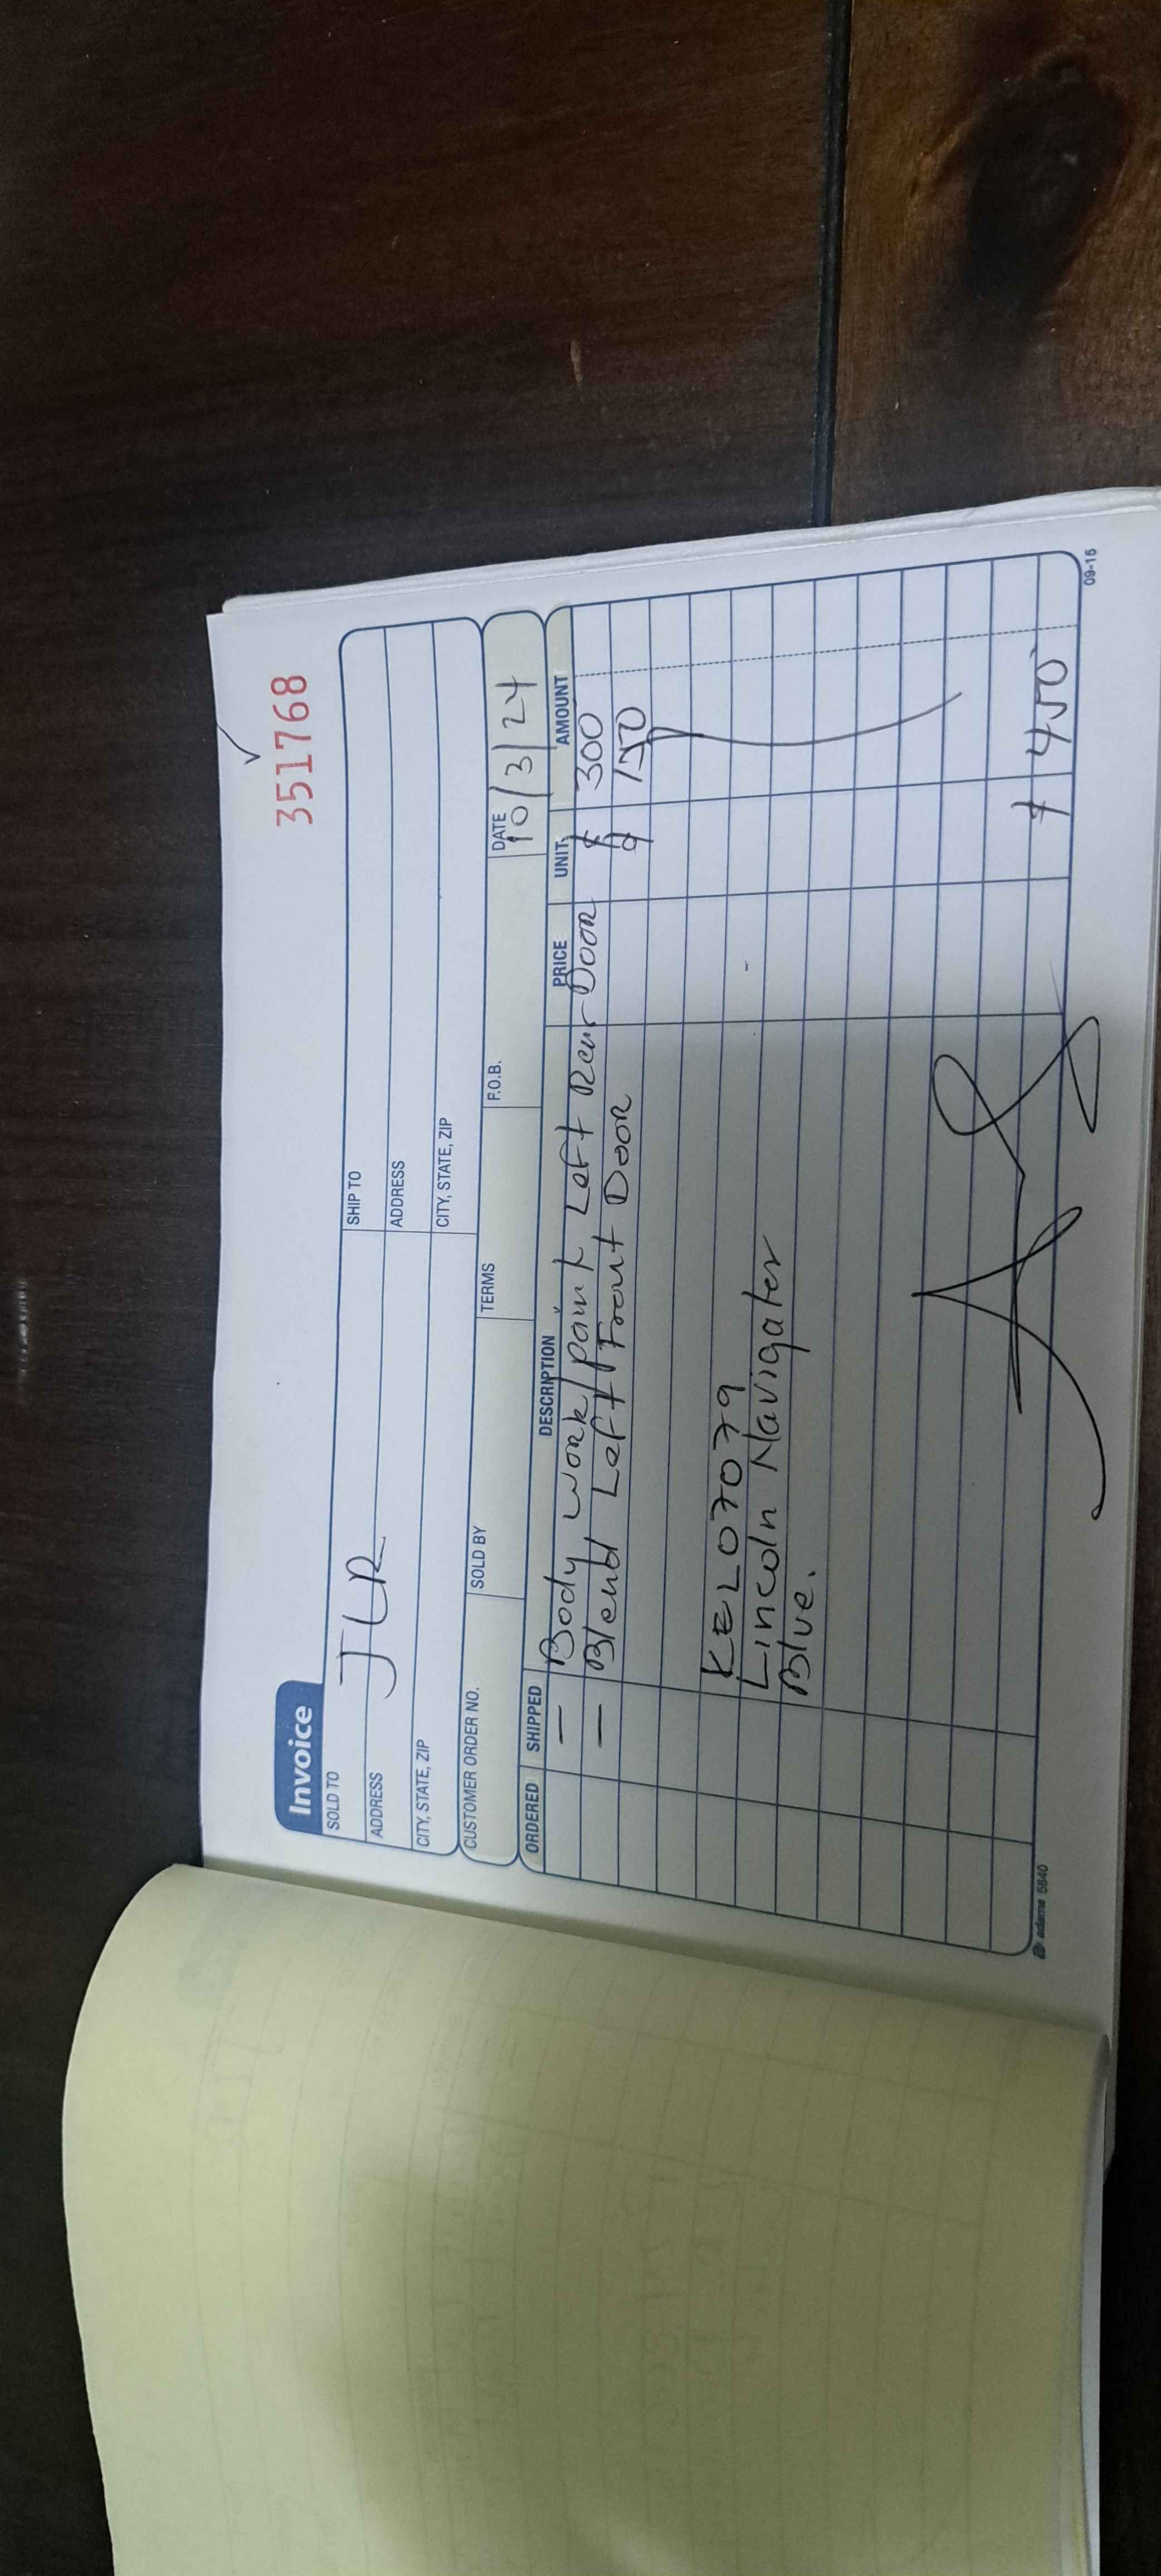 351768
Invoice
SOLD TO JLR
SHIP TO
ADDRESS
ADDRESS
CITY, STATE, ZIP
CITY, STATE, ZIP
CUSTOMER ORDER NO. SOLD BY TERMS F.O.B. DATE 10/3/24
ORDERED SHIPPED DESCRIPTION PRICE UNIT AMOUNT
— Body work/paint Left Rear Door $ 300
— Blend Left Front Door $ 150
KEL07079
Lincoln Navigater
Blue.
$ 450
adams 5840
09-15